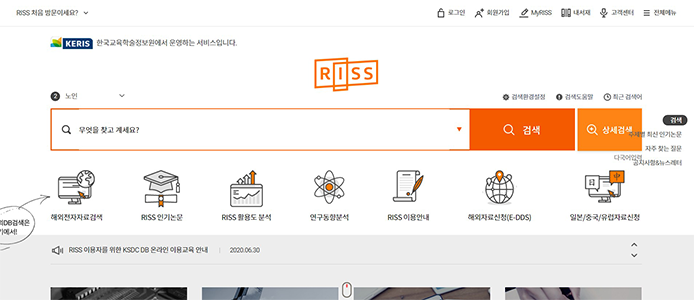 RISS 처음 방문이세요?
로그인
회원가입
MyRISS
내서재
고객센터
전체메뉴
KERIS 한국교육학술정보원에서 운영하는 서비스입니다.
RISS
2 노인
검색환경설정
검색도움말
최근 검색어
무엇을 찾고 계세요?
검색
상세검색
검색
주제별 최신 인기논문
자주 찾는 질문
다국어입력
공지사항&뉴스레터
DB검색은
해외전자자료검색
RISS 인기논문
RISS 활용도 분석
연구동향분석
RISS 이용안내
해외자료신청(E-DDS)
일본/중국/유럽자료신청
RISS 이용자를 위한 KSDC DB 온라인 이용교육 안내
2020.06.30